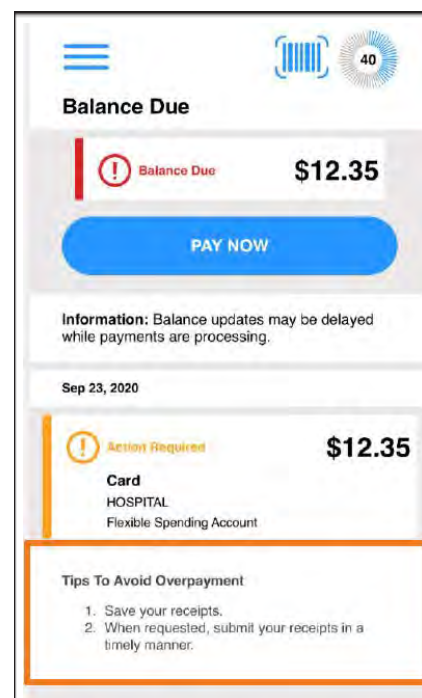 40
Balance Due
Balance Due
$12.35
PAY NOW
Information: Balance updates may be delayed
while payments are processing.
Sep 23, 2020
Action Required
$12.35
Card
HOSPITAL
Flexible Spending Account
Tips To Avoid Overpayment
1. Save your receipts.
2. When requested, submit your receipts in a
timely manner.